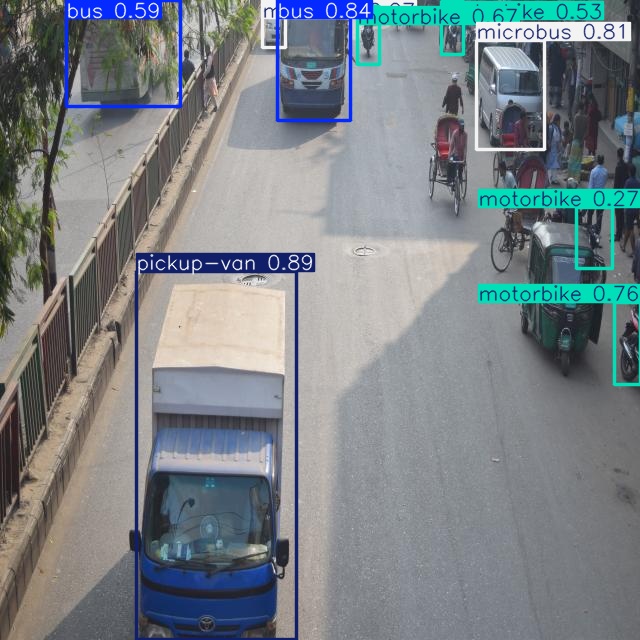 bus 0.59
bus 0.84
motorbike 0.67
ke 0.53
microbus 0.81
motorbike 0.27
pickup-van 0.89
motorbike 0.76